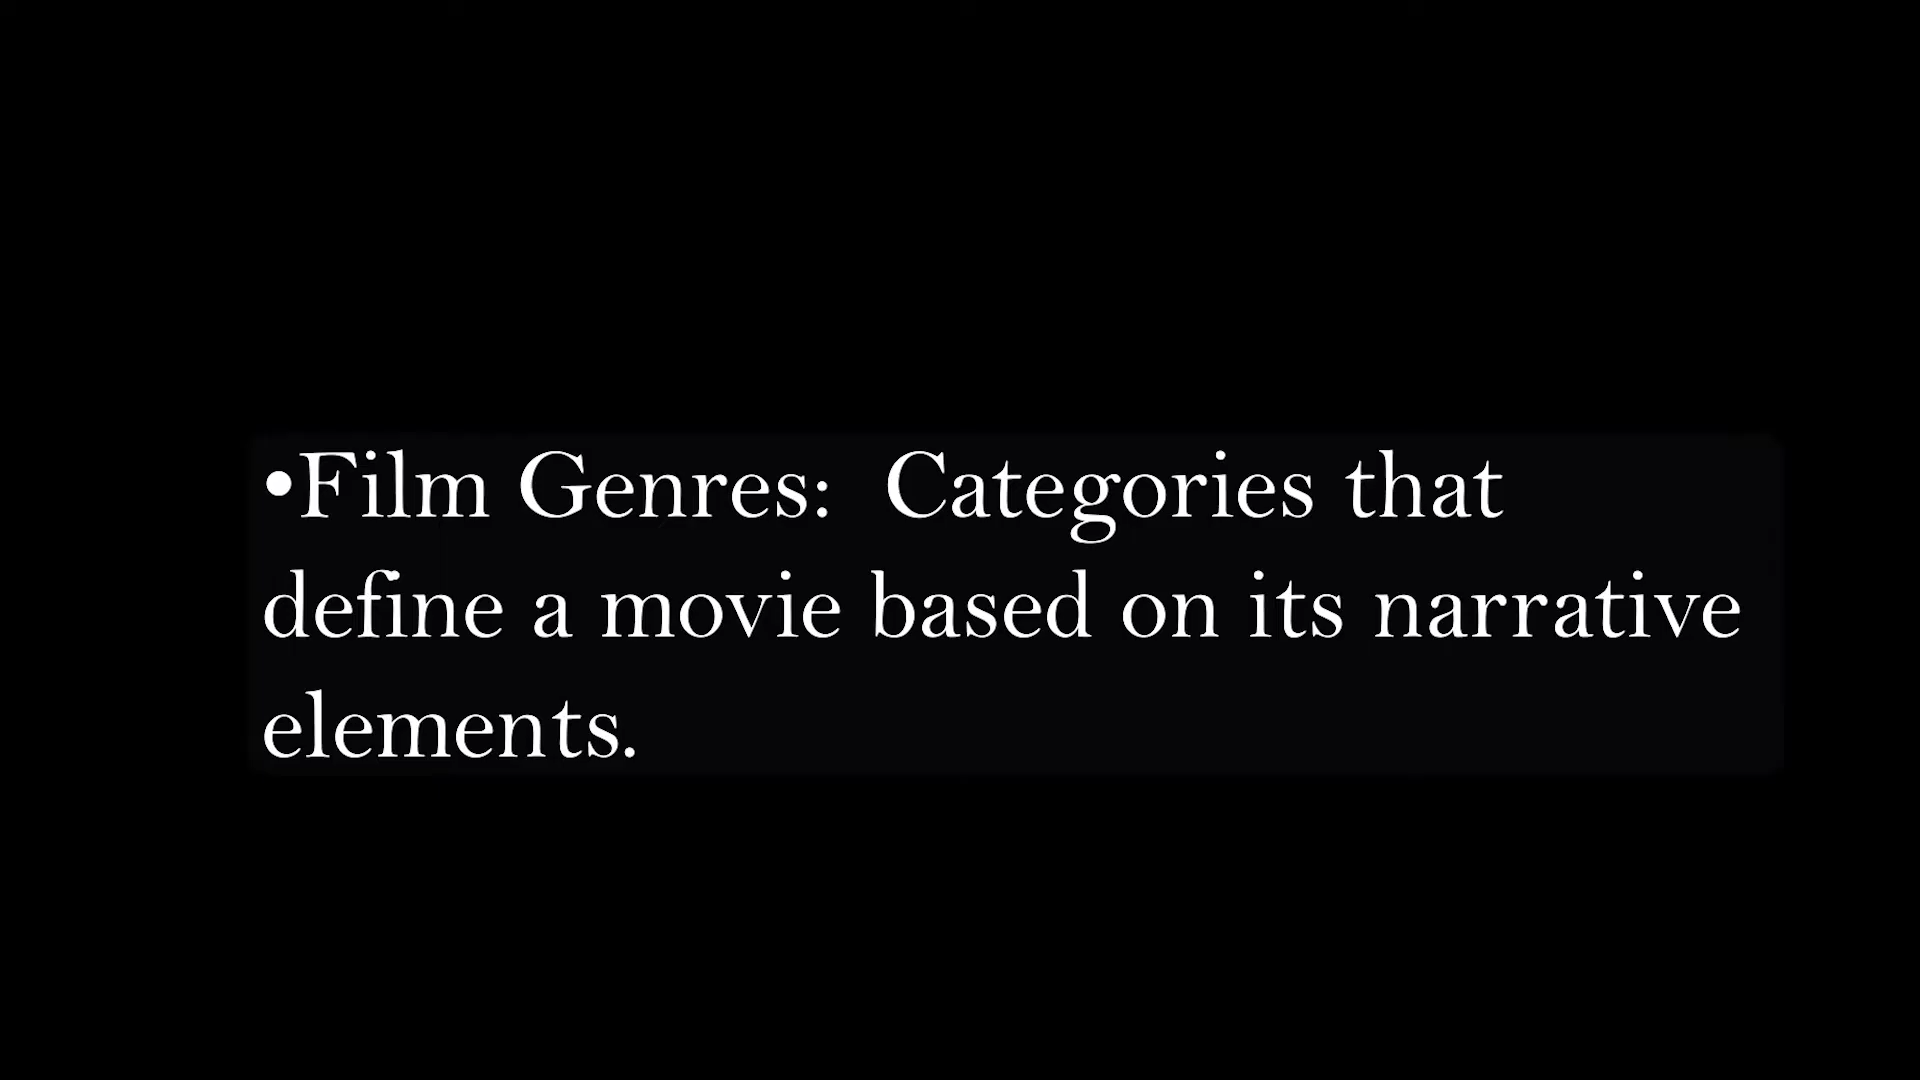 •Film Genres:  Categories that
define a movie based on its narrative
elements.